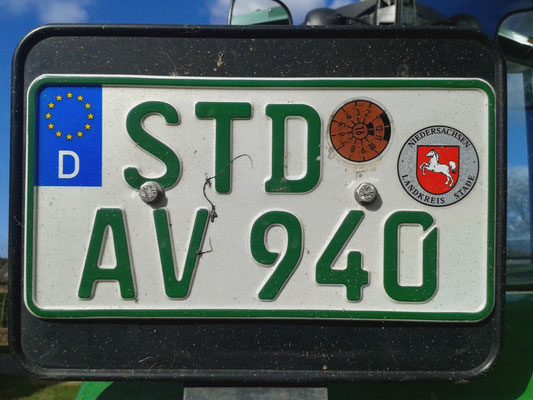 STD
D
AV 940
NIEDERSACHSEN
LANDKREIS STADE